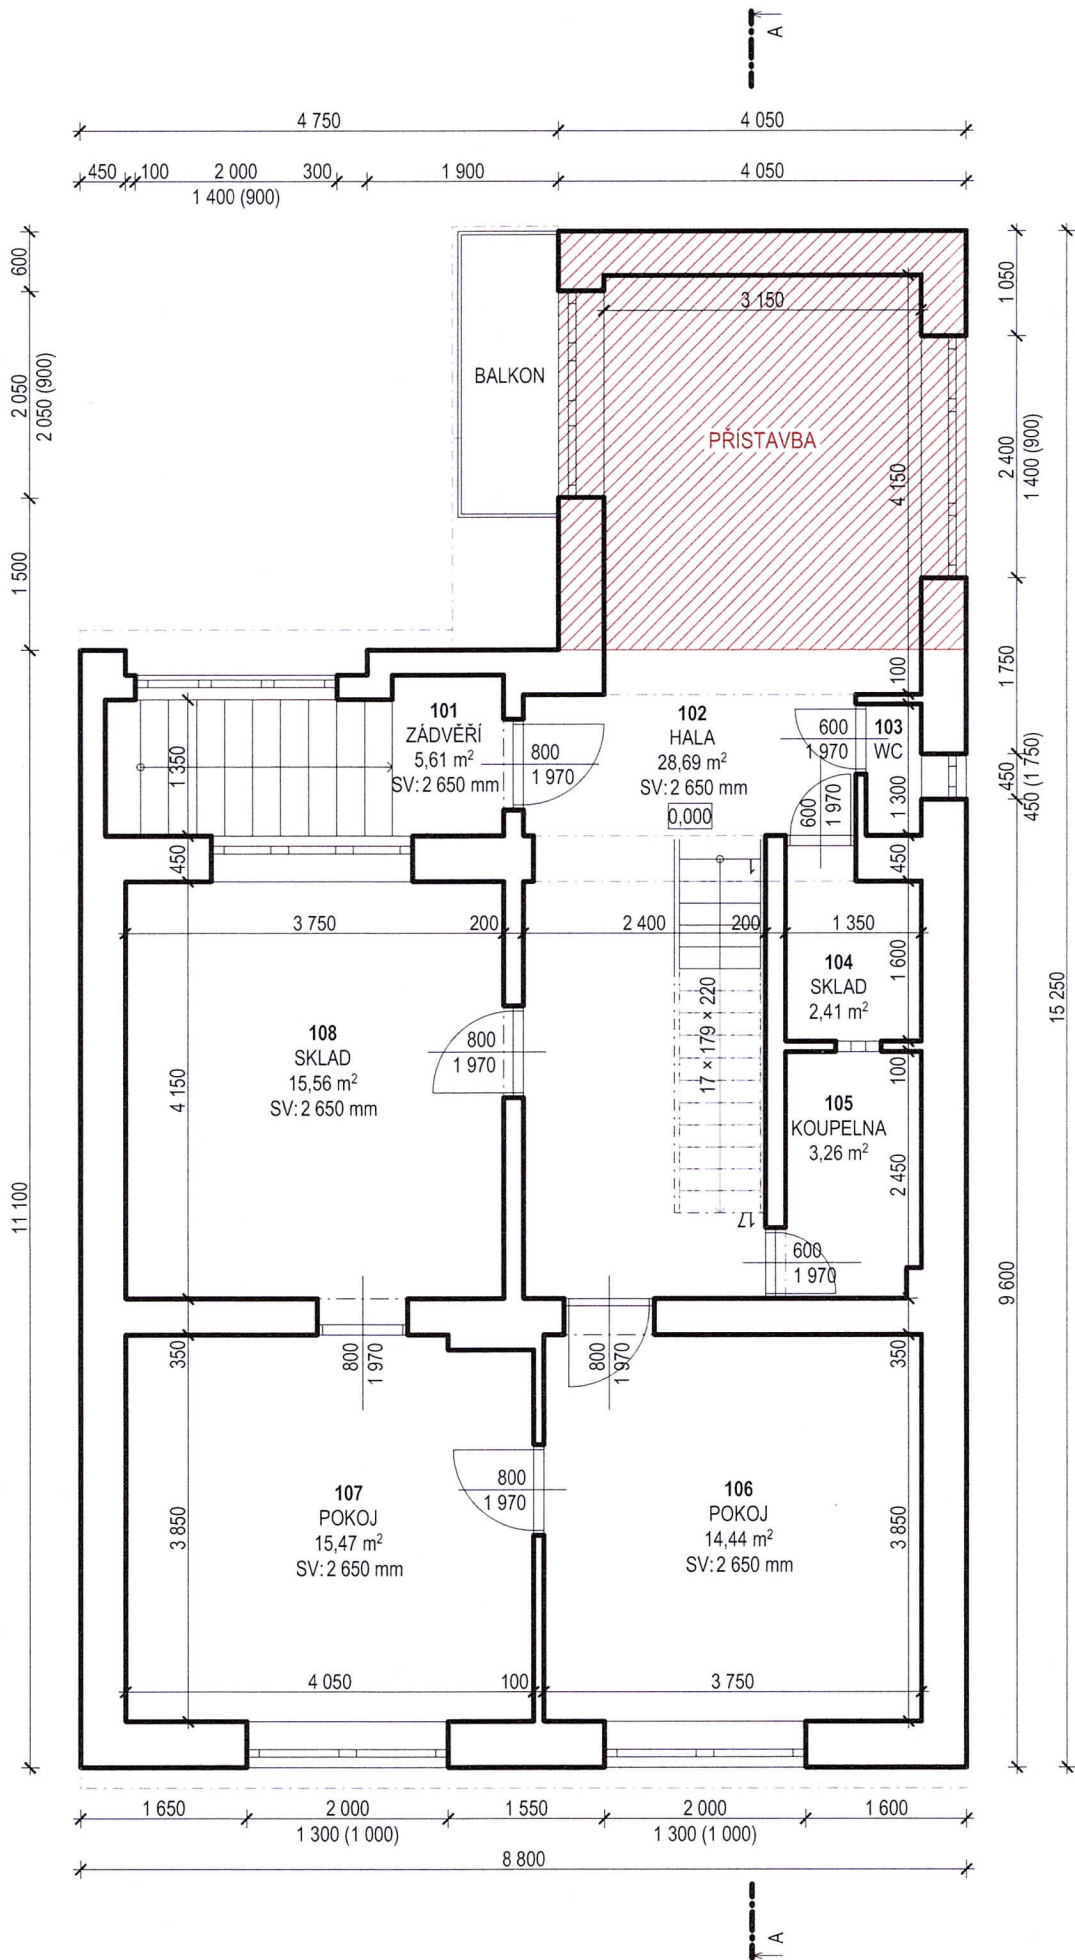 A
4 750
4 050
450
100
2 000
300
1 900
4 050
1 400 (900)
600
1 050
3 150
BALKON
2 050
2 050 (900)
PŘÍSTAVBA
2 400
1 400 (900)
4 150
1 500
1 750
100
101
ZÁDVEŘÍ
5,61 m²
SV: 2 650 mm
1 350
800
1 970
102
HALA
28,69 m²
SV: 2 650 mm
0,000
600
1 970
103
WC
600
1 970
1 300
450
450 (1 750)
450
1
450
3 750
200
2 400
200
1 350
104
SKLAD
2,41 m²
1 600
15 250
17 × 179 × 220
108
SKLAD
15,56 m²
SV: 2 650 mm
800
1 970
4 150
100
105
KOUPELNA
3,26 m²
2 450
11 100
17
600
1 970
9 600
350
800
1 970
800
1 970
350
107
POKOJ
15,47 m²
SV: 2 650 mm
800
1 970
106
POKOJ
14,44 m²
SV: 2 650 mm
3 850
3 850
4 050
100
3 750
1 650
2 000
1 550
2 000
1 600
1 300 (1 000)
1 300 (1 000)
8 800
A